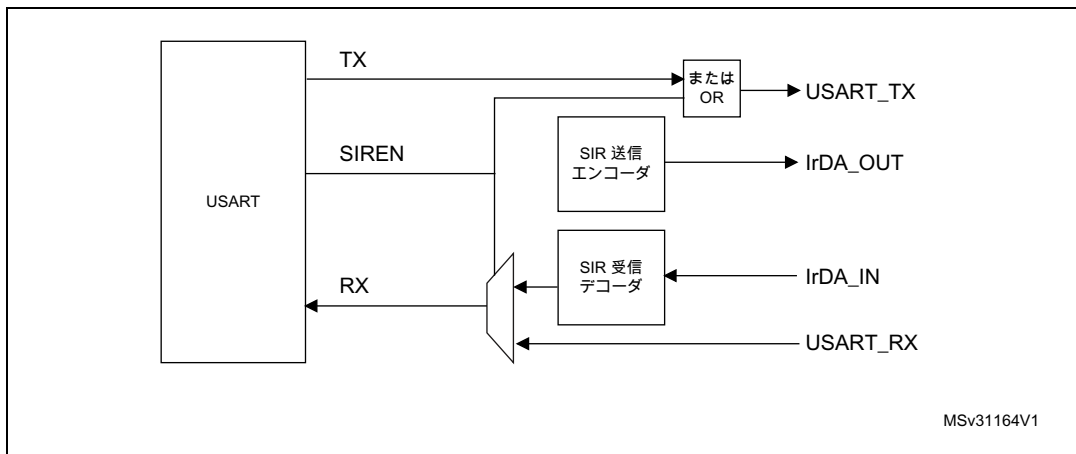 TX
または
OR
USART_TX
SIREN
SIR 送信
エンコーダ
IrDA_OUT
USART
SIR 受信
デコーダ
IrDA_IN
RX
USART_RX
MSv31164V1